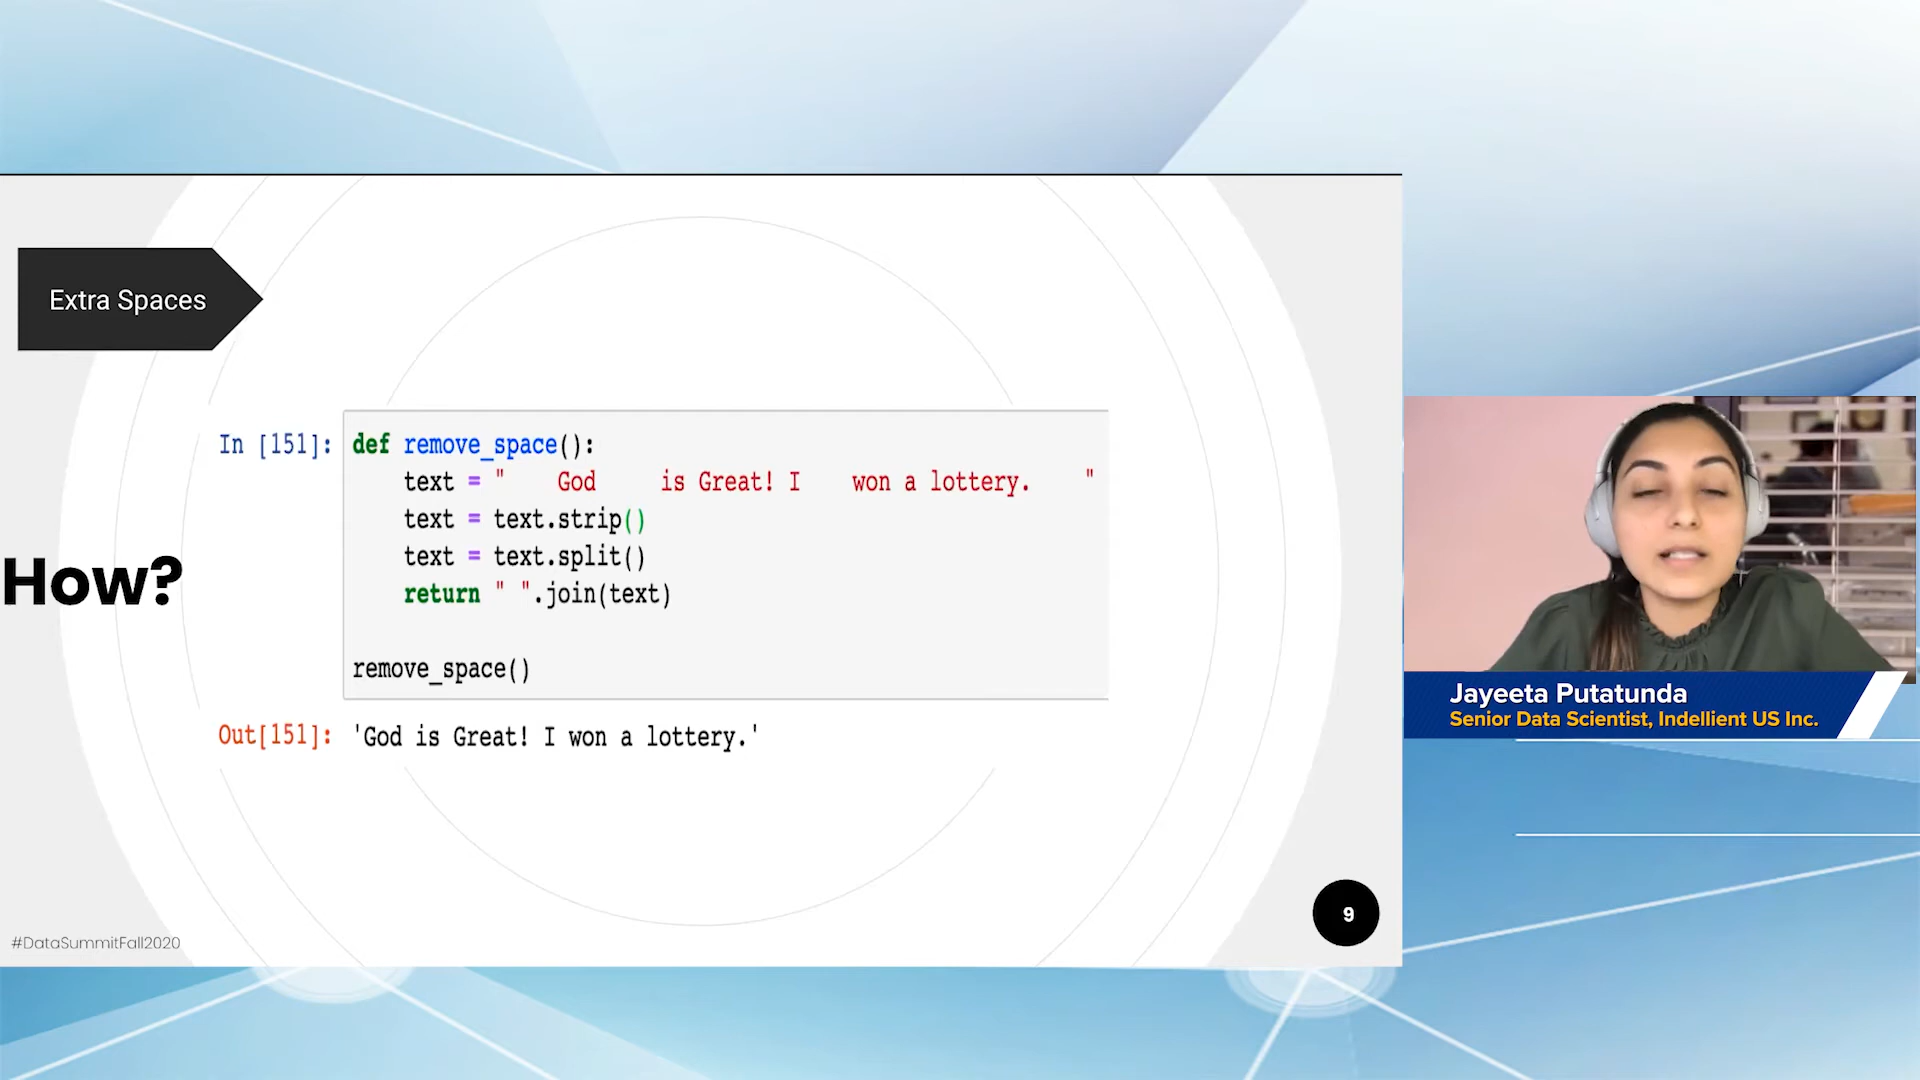 Extra Spaces
How?
In [151]: def remove_space():
    text = "    God     is Great! I    won a lottery.    "
    text = text.strip()
    text = text.split()
    return " ".join(text)
remove_space()
Out[151]: 'God is Great! I won a lottery.'
#DataSummitFall2020
9
Jayeeta Putatunda
Senior Data Scientist, Indellient US Inc.